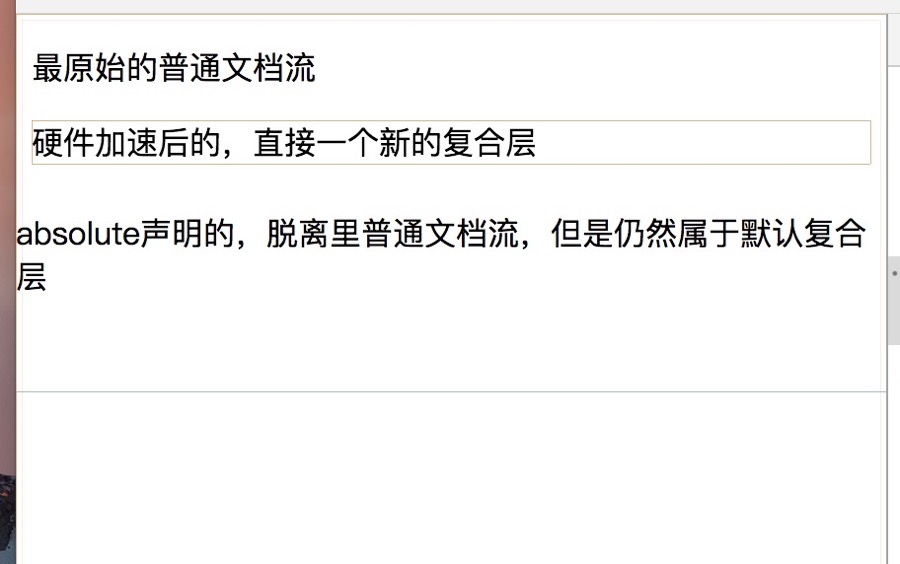 最原始的普通文档流
硬件加速后的，直接一个新的复合层
absolute声明的，脱离里普通文档流，但是仍然属于默认复合
层